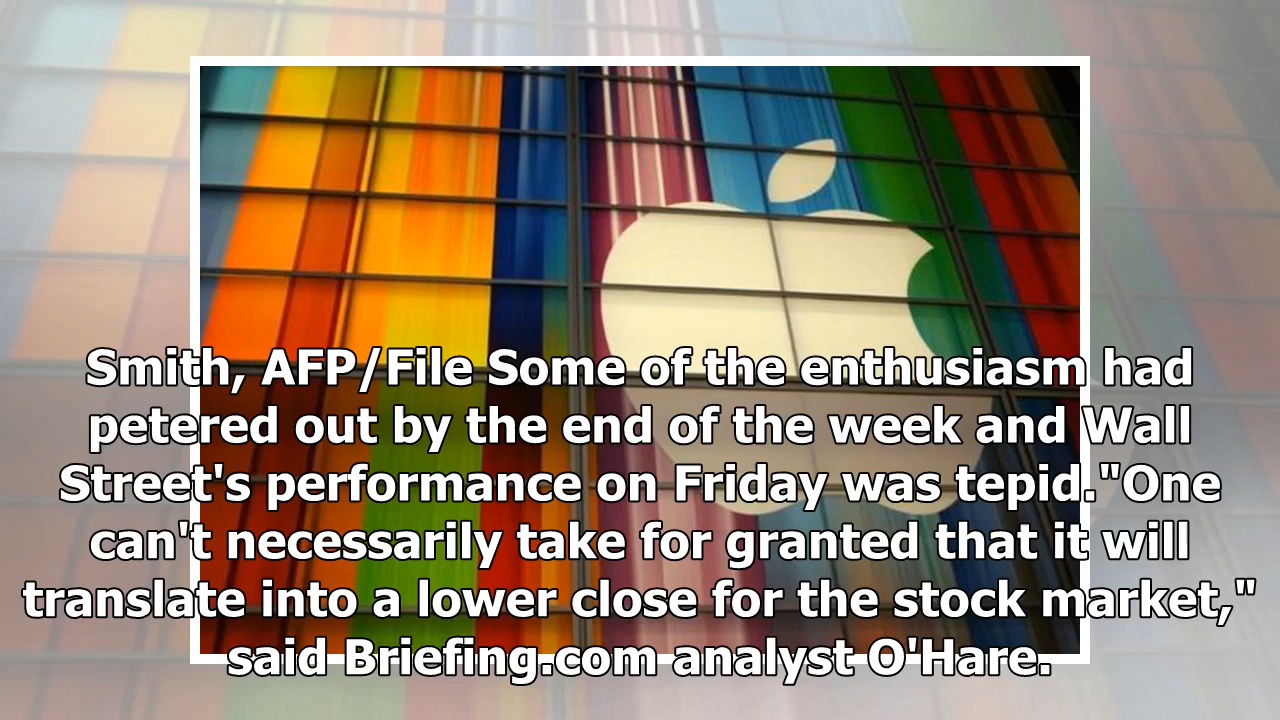 Smith, AFP/File Some of the enthusiasm had
petered out by the end of the week and Wall
Street's performance on Friday was tepid."One
can't necessarily take for granted that it will
translate into a lower close for the stock market,"
said Briefing.com analyst O'Hare.